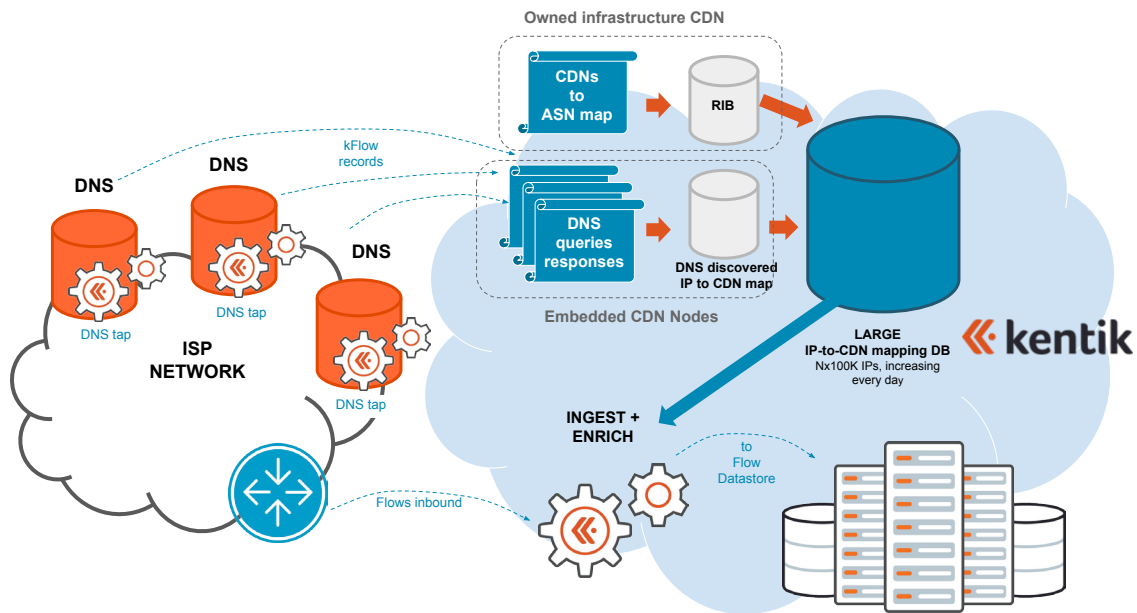 Owned infrastructure CDN
CDNs
to
ASN map
RIB
kFlow
records
DNS
DNS
DNS
DNS
queries
responses
DNS discovered
IP to CDN map
Embedded CDN Nodes
DNS tap
DNS tap
DNS tap
ISP
NETWORK
LARGE
IP-to-CDN mapping DB
Nx100K IPs, increasing
every day
kentik
INGEST +
ENRICH
to
Flow
Datastore
Flows inbound